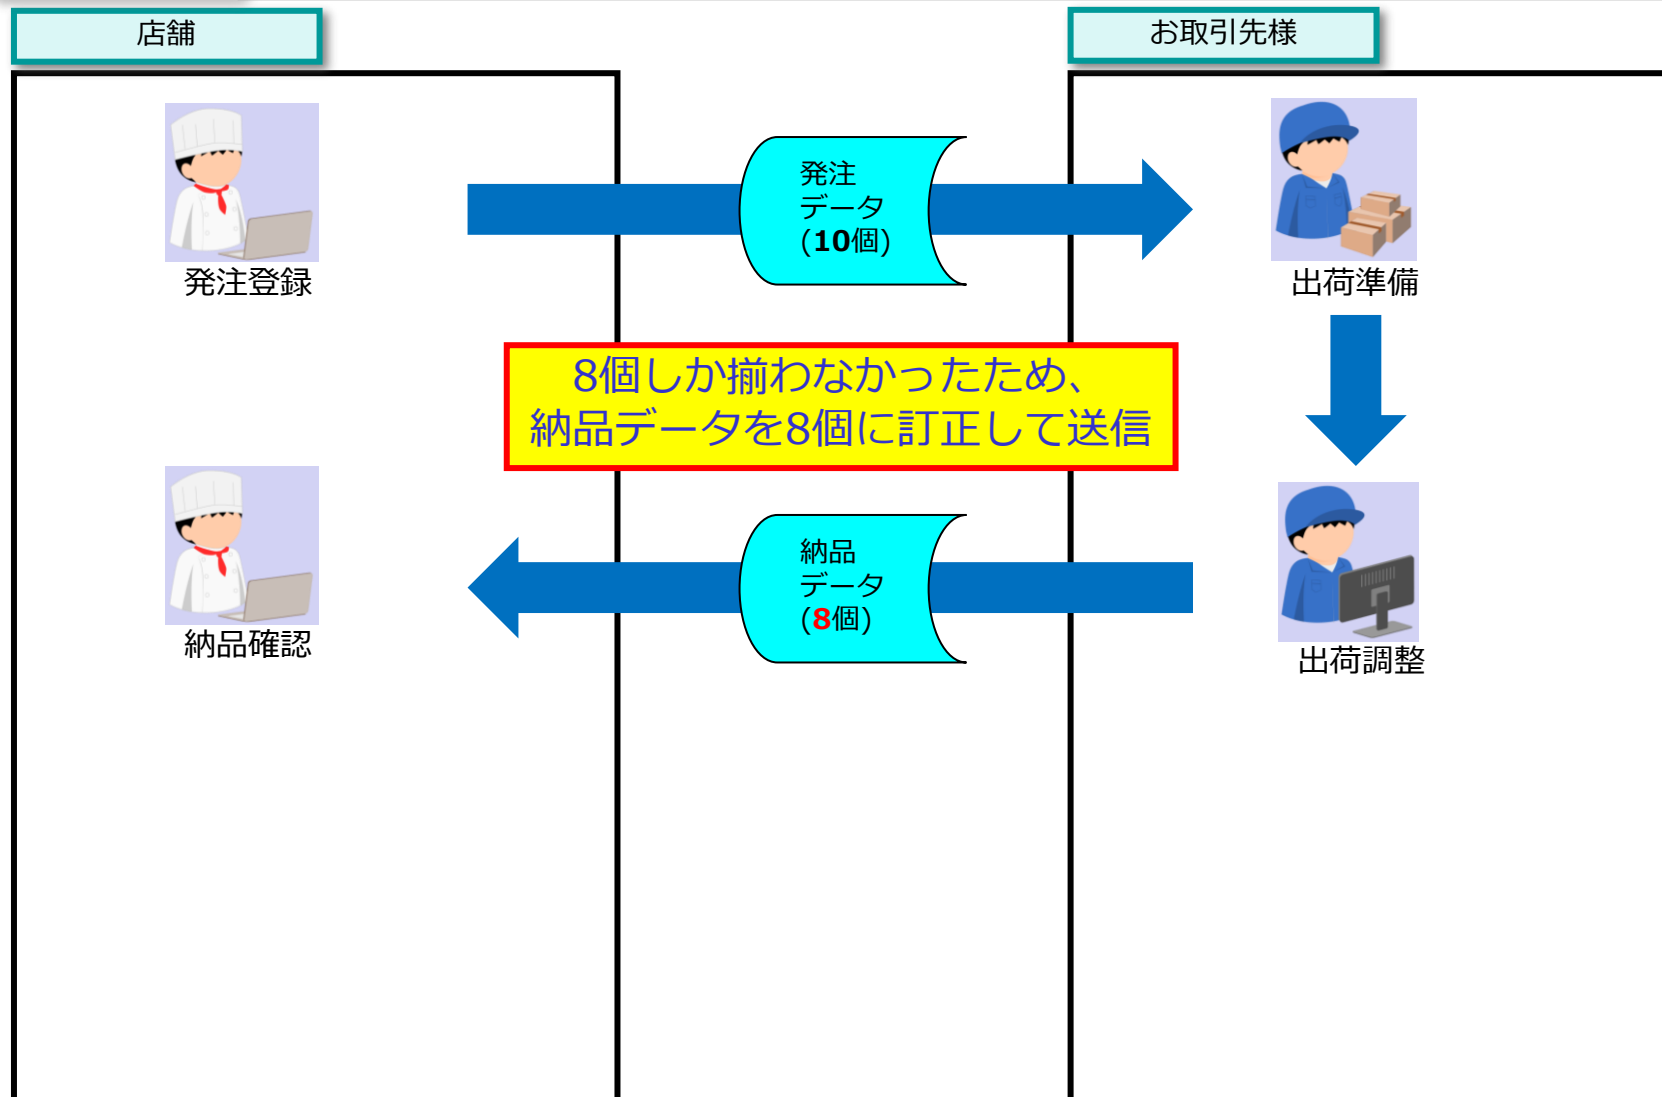 店舗
お取引先様
発注
データ
(10個)
発注登録
出荷準備
8個しか揃わなかったため、
納品データを8個に訂正して送信
納品
データ
(8個)
納品確認
出荷調整